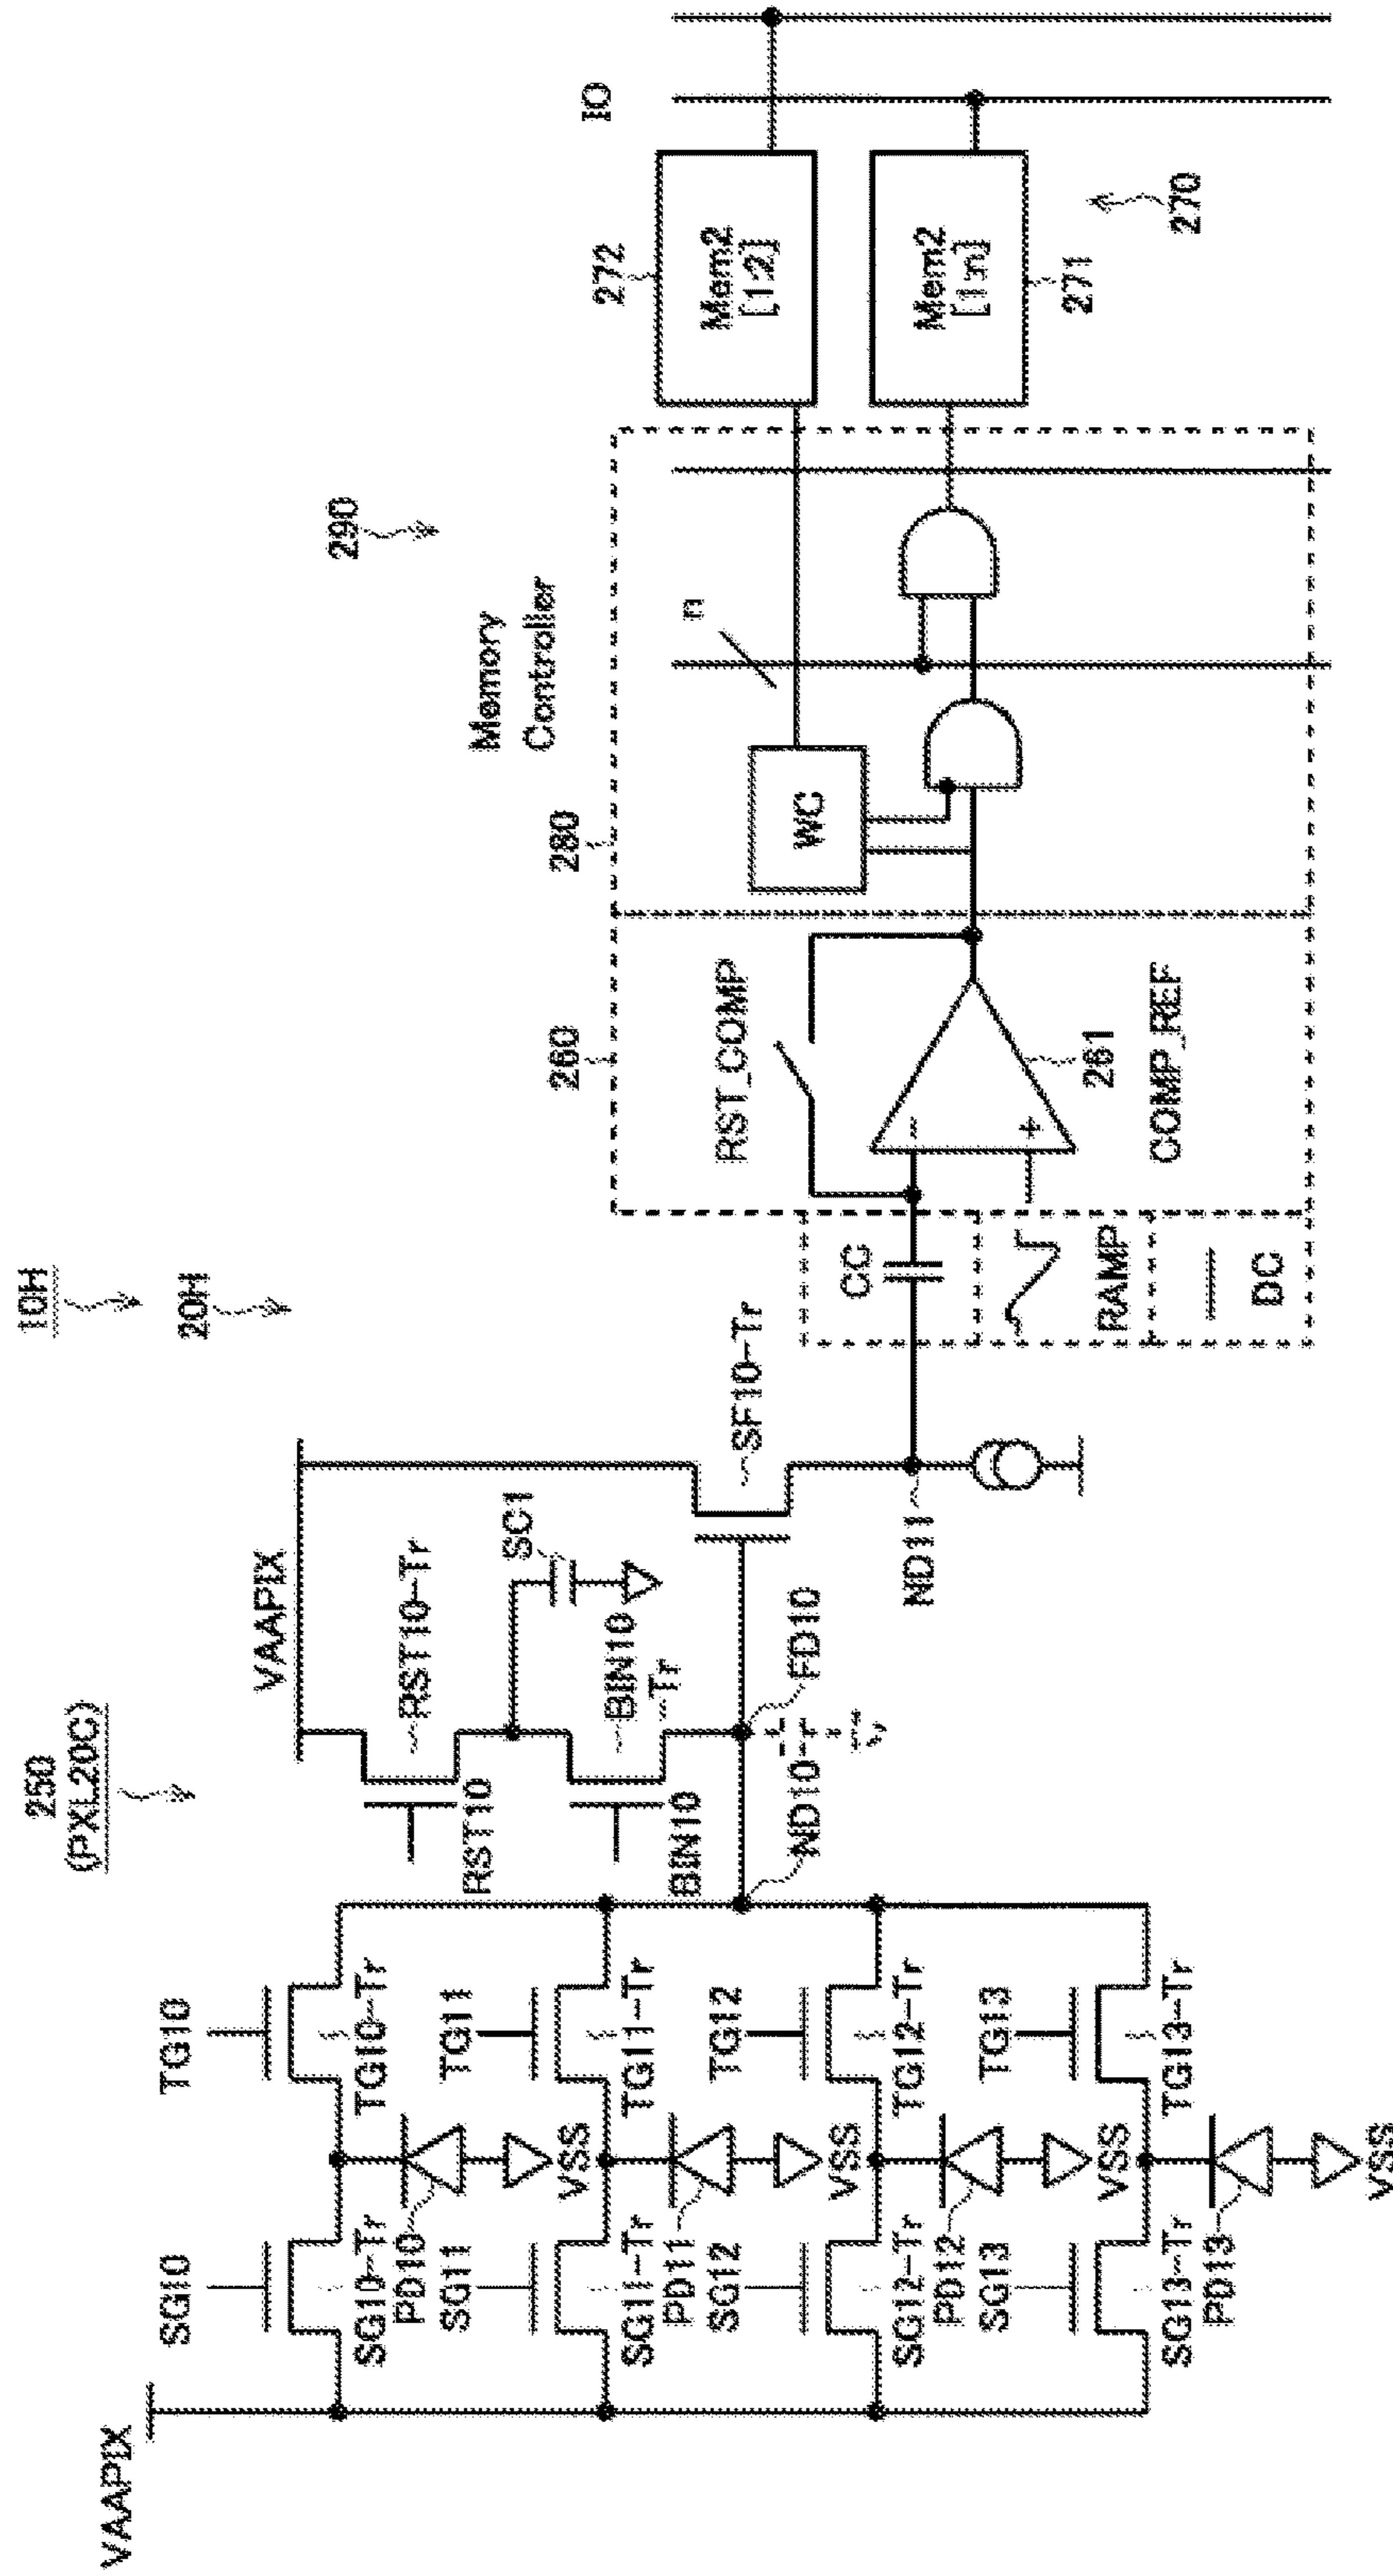 10H
20H
250
(PXL20C)
290
VAAPIX
VAAPIX
SG10
TG10
RST10
RST10-Tr
SC1
BIN10
BIN10
-Tr
SG10-Tr
PD10
TG10-Tr
VSS
SG11
TG11
SG11-Tr
PD11
TG11-Tr
VSS
SG12
TG12
SG12-Tr
PD12
TG12-Tr
VSS
SG13
TG13
SG13-Tr
PD13
TG13-Tr
VSS
ND10
FD10
SF10-Tr
ND11
CC
RAMP
DC
260
RST_COMP
-
+
261
COMP_REF
280
Memory
Controller
WC
n
272
Mem2
[12]
Mem2
[1n]
271
270
IO